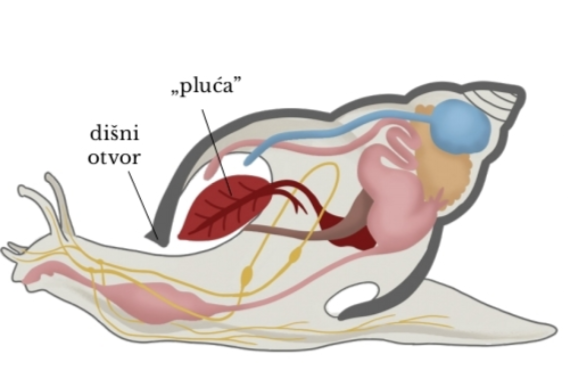 „pluća”
dišni
otvor